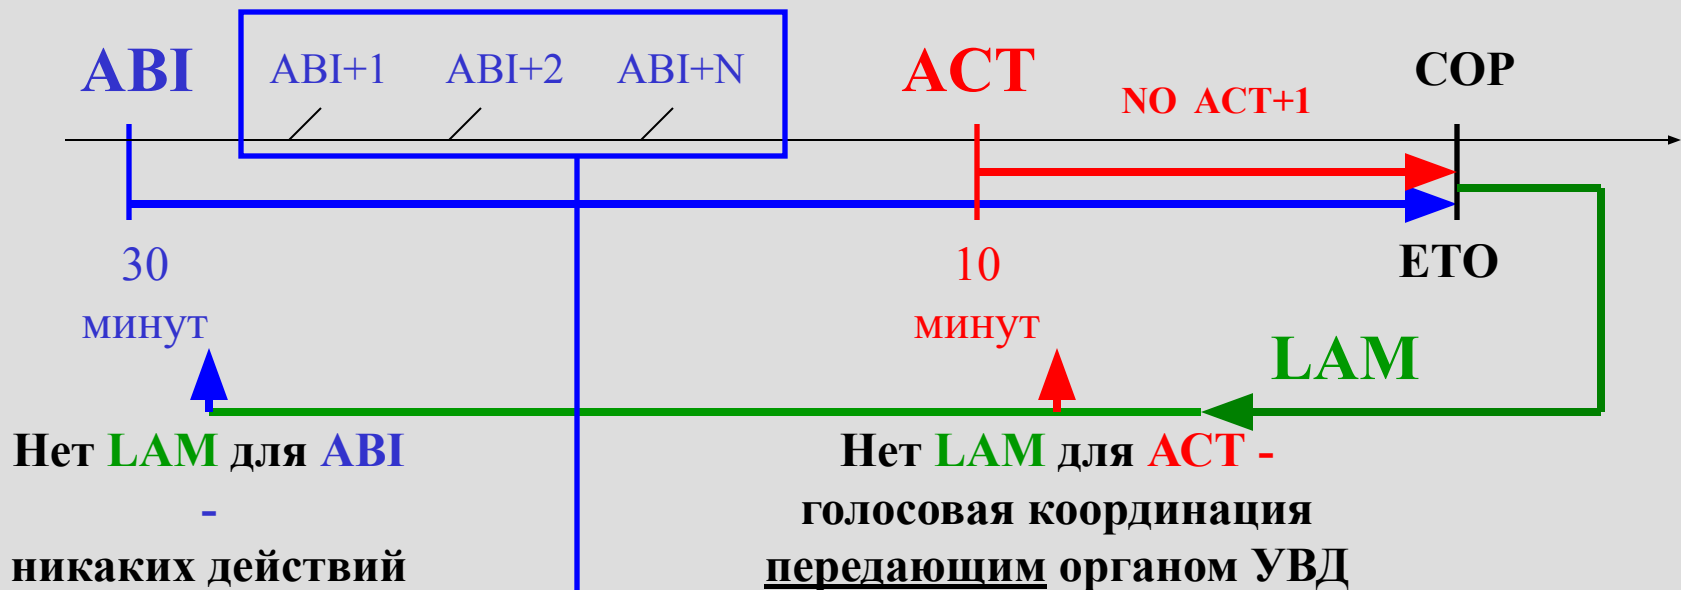 ABI ABI+1 ABI+2 ABI+N ACT NO ACT+1 COP
30 минут
10 минут
ETO
LAM
Нет LAM для ABI
-
никаких действий
Нет LAM для ACT -
голосовая координация
передающим органом УВД